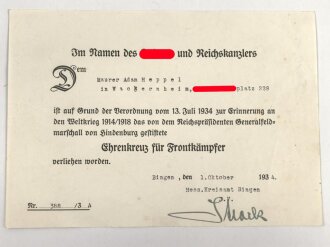 Im Namen des und Reichskanzlers
Dem
Maurer Adam Heppel
in platz 228
ist auf Grund der Verordnung vom 13. Juli 1934 zur Erinnerung an
den Weltkrieg 1914/1918 das von dem Reichspräsidenten Generalfeld-
marschall von Hindenburg gestiftete
Ehrenkreuz für Frontkämpfer
verliehen worden.
Bingen , den 1.Oktober 1934
Hess.Kreisamt Bingen
Nr. 388 /3 4